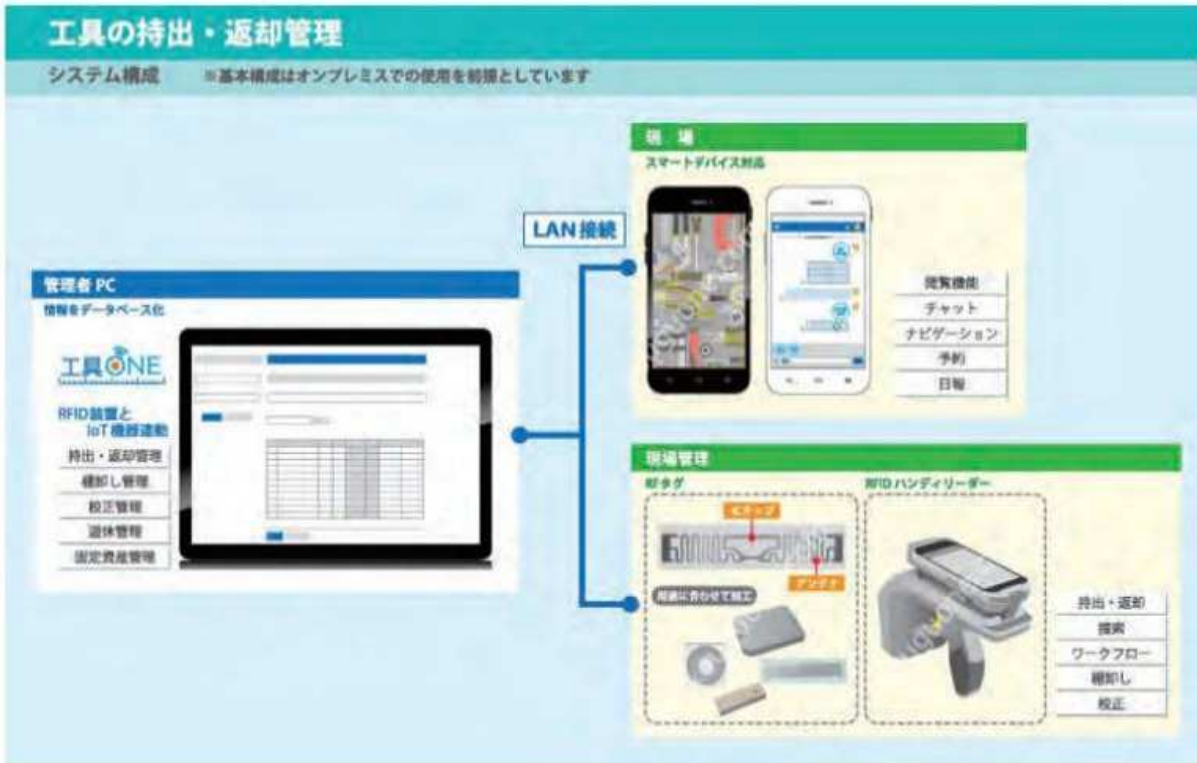 工具の持出・返却管理
システム構成 ※基本構成はオンプレミスでの使用を前提としています
現 場
スマートデバイス対応
LAN 接続
閲覧機能
チャット
ナビゲーション
予約
日報
管理者 PC
情報をデータベース化
工具ONE
RFID装置と
IoT機器連動
持出・返却管理
棚卸し管理
校正管理
遊休管理
固定資産管理
現場管理
RFタグ
RFIDハンディリーダー
ICチップ
アンテナ
用途に合わせて加工
持出・返却
捜索
ワークフロー
棚卸し
校正